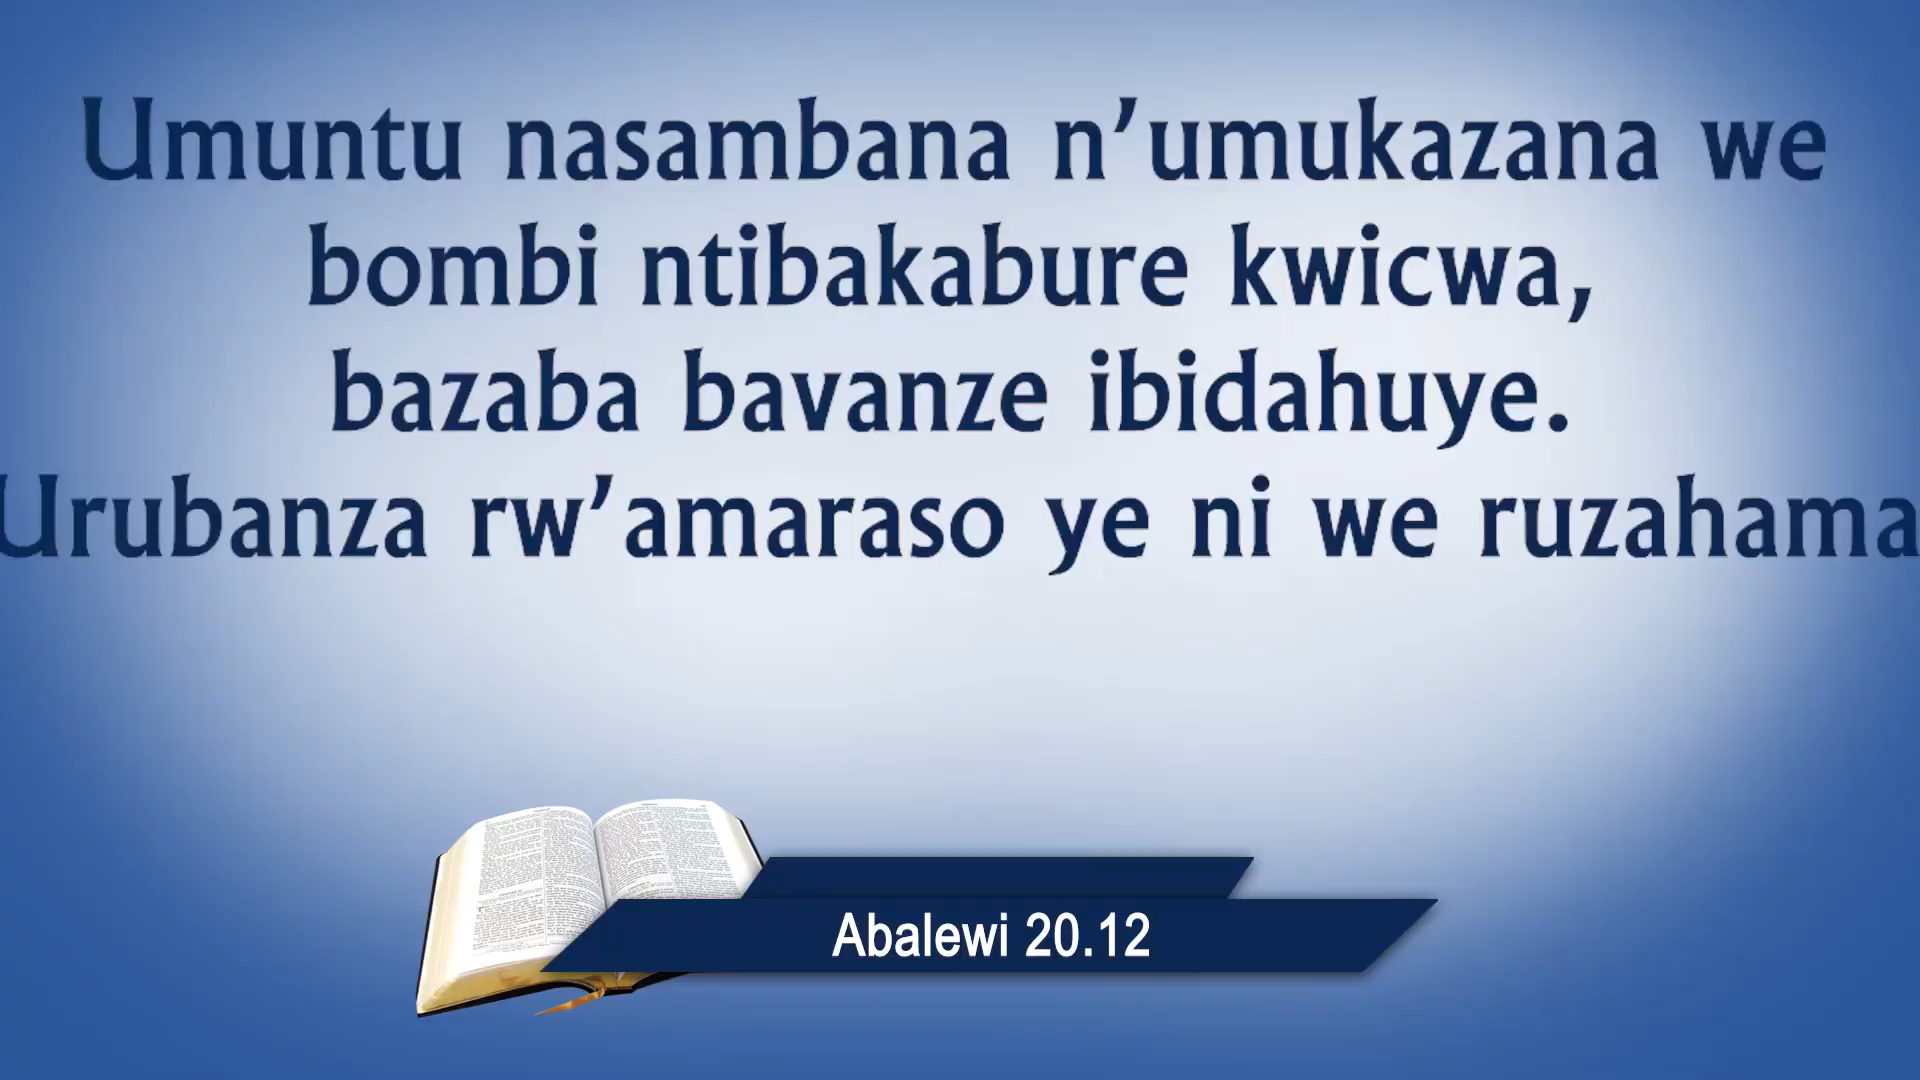 Umuntu nasambana n’umukazana we
bombi ntibakabure kwicwa,
bazaba bavanze ibidahuye.
Urubanza rw’amaraso ye ni we ruzahama
Abalewi 20.12